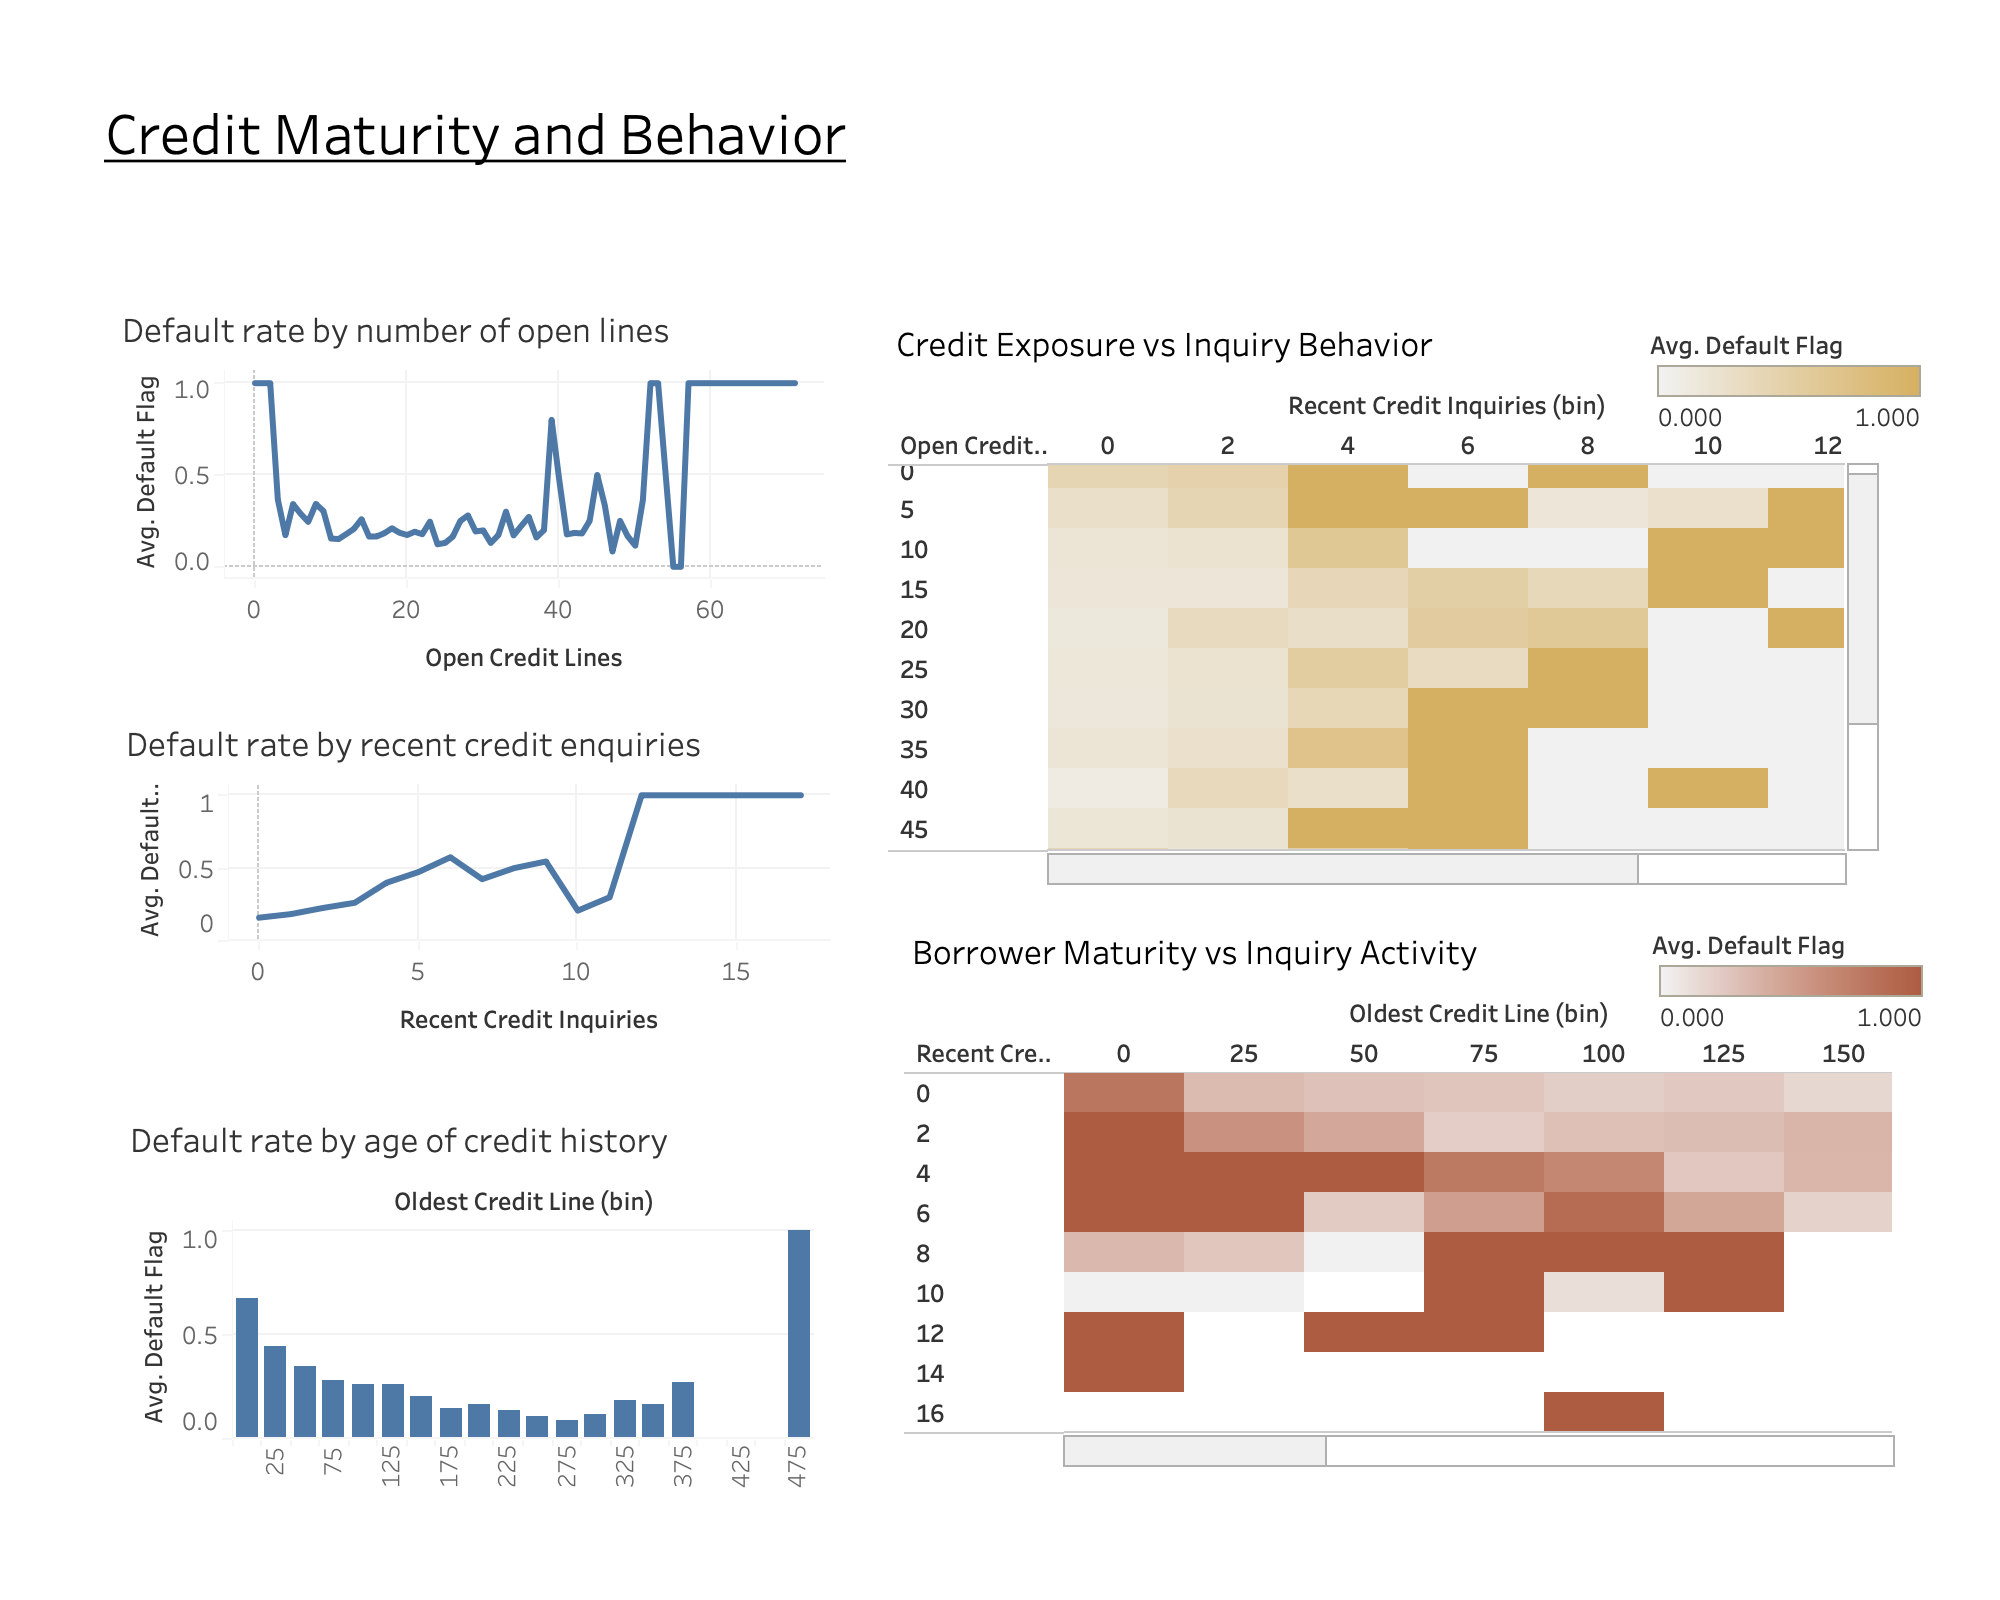 Credit Maturity and Behavior
Default rate by number of open lines
Avg. Default Flag
1.0
0.5
0.0
0 20 40 60
Open Credit Lines
Default rate by recent credit enquiries
Avg. Default..
1
0.5
0
0 5 10 15
Recent Credit Inquiries
Default rate by age of credit history
Oldest Credit Line (bin)
Avg. Default Flag
1.0
0.5
0.0
25 75 125 175 225 275 325 375 425 475
Credit Exposure vs Inquiry Behavior
Avg. Default Flag
0.000 1.000
Recent Credit Inquiries (bin)
Open Credit.. 0 2 4 6 8 10 12
0
5
10
15
20
25
30
35
40
45
Borrower Maturity vs Inquiry Activity
Avg. Default Flag
0.000 1.000
Oldest Credit Line (bin)
Recent Cre.. 0 25 50 75 100 125 150
0
2
4
6
8
10
12
14
16